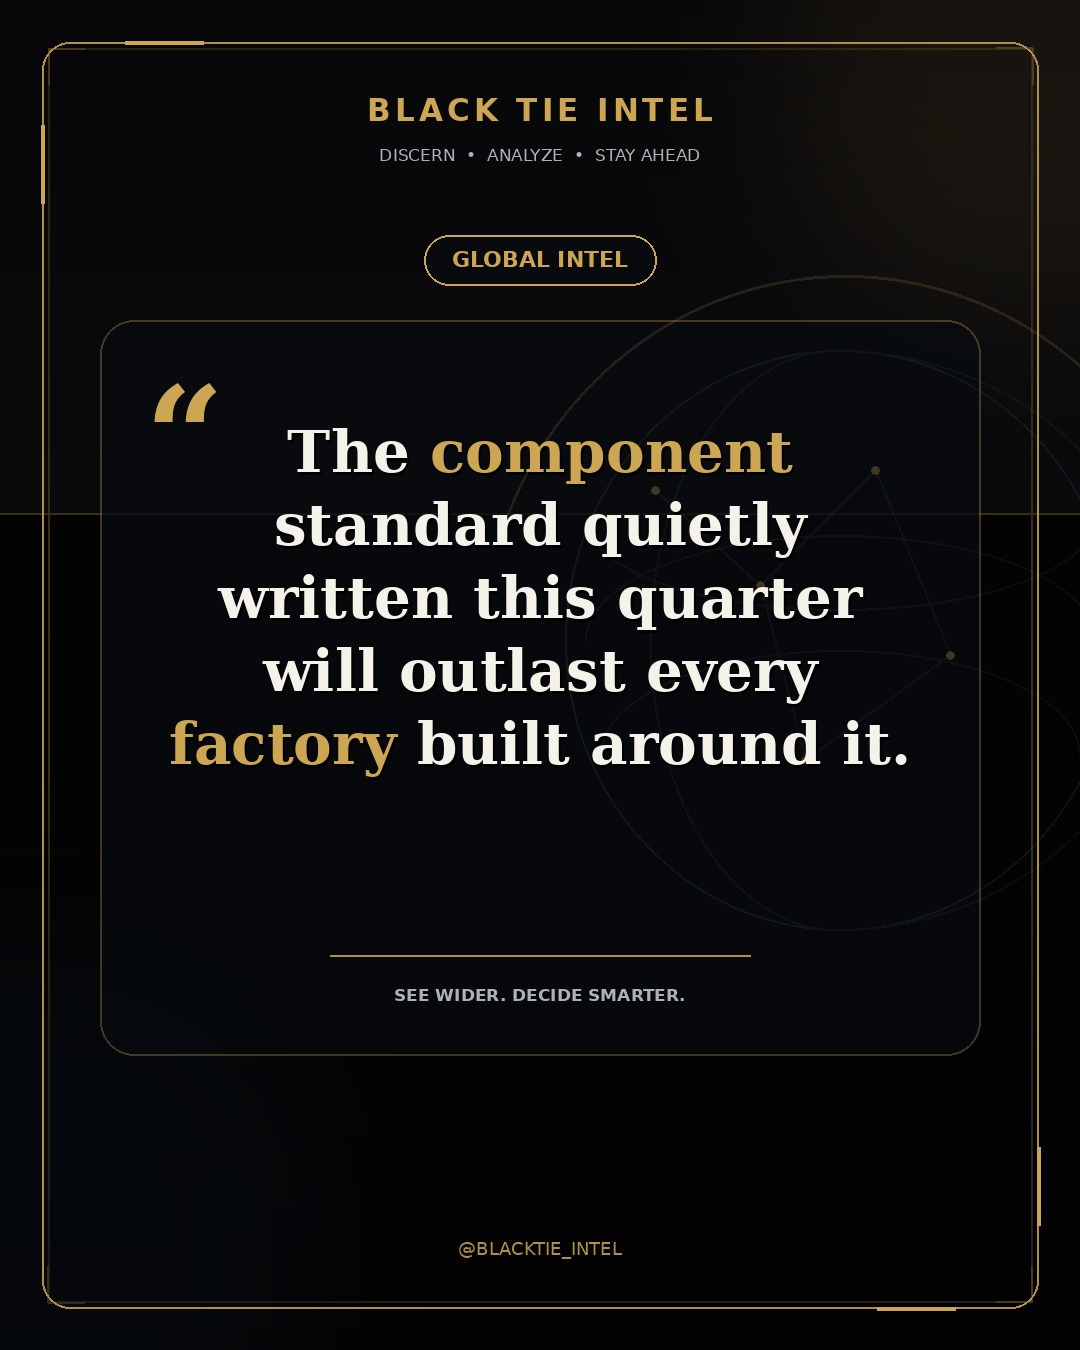 BLACK TIE INTEL
DISCERN • ANALYZE • STAY AHEAD
GLOBAL INTEL
“
The component
standard quietly
written this quarter
will outlast every
factory built around it.
SEE WIDER. DECIDE SMARTER.
@BLACKTIE_INTEL